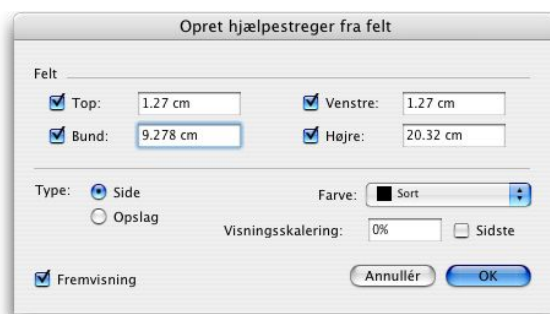 Opret hjælpestreger fra felt
Felt
Top: 1.27 cm Venstre: 1.27 cm
Bund: 9.278 cm Højre: 20.32 cm
Type: Side Farve: Sort
Opslag
Visningsskalering: 0% Sidste
Fremvisning Annullér OK